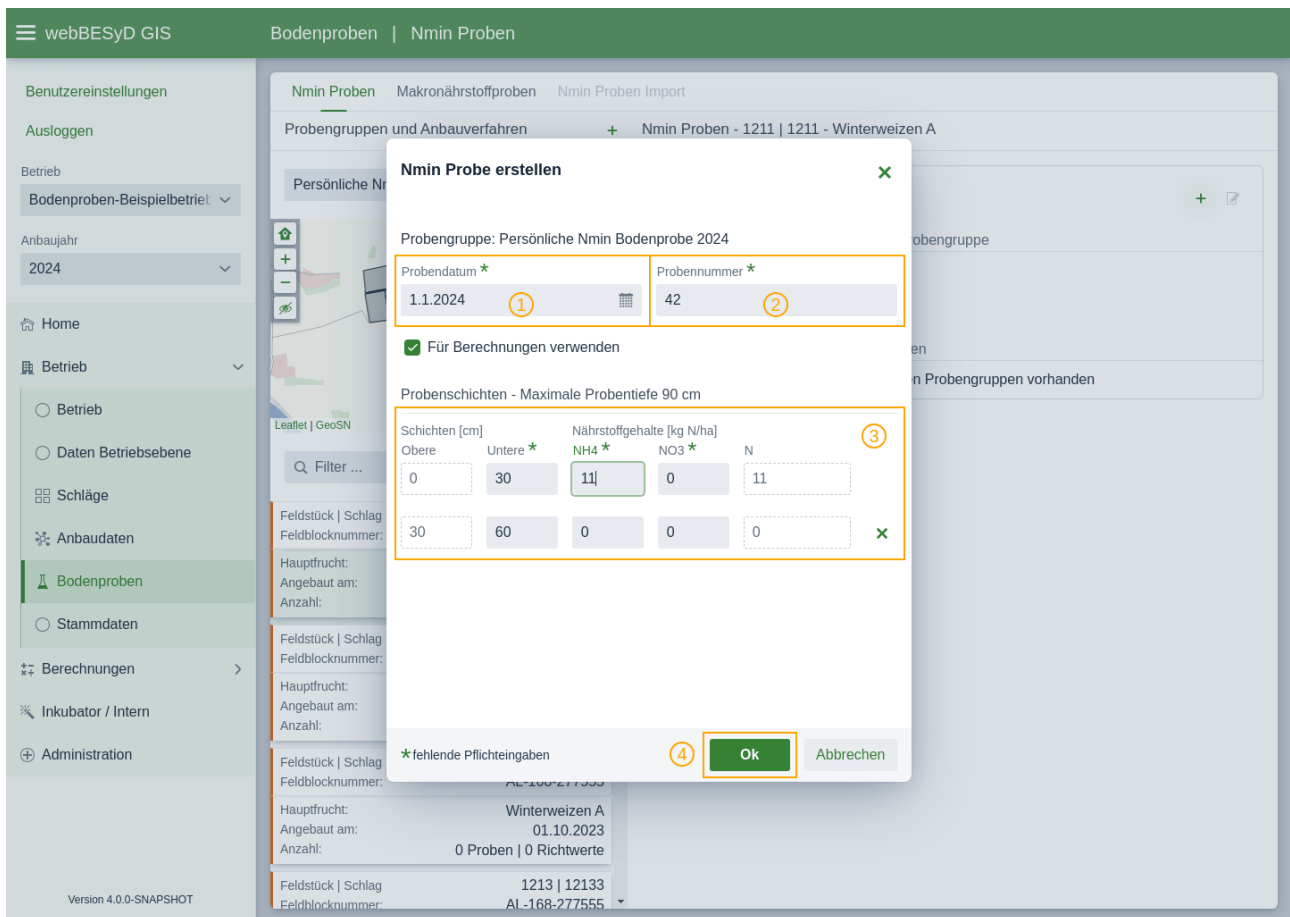 webBESyD GIS
Bodenproben | Nmin Proben
Benutzereinstellungen
Ausloggen
Betrieb
Bodenproben-Beispielbetrieb
Anbaujahr
2024
Home
Betrieb
Betrieb
Daten Betriebsebene
Schläge
Anbaudaten
Bodenproben
Stammdaten
Berechnungen
Inkubator / Intern
Administration
Version 4.0.0-SNAPSHOT
Nmin Proben Makronährstoffproben Nmin Proben Import
Probengruppen und Anbauverfahren +
Nmin Proben - 1211 | 1211 - Winterweizen A
Persönliche
+
−
Leaflet | GeoSN
Filter ...
Feldstück | Schlag
Feldblocknummer:
Hauptfrucht:
Angebaut am:
Anzahl:
Feldstück | Schlag
Feldblocknummer:
Hauptfrucht:
Angebaut am:
Anzahl:
Feldstück | Schlag
Feldblocknummer: AL-168-277555
Hauptfrucht: Winterweizen A
Angebaut am: 01.10.2023
Anzahl: 0 Proben | 0 Richtwerte
Feldstück | Schlag 1213 | 12133
Feldblocknummer: AL-168-277555
+
obengruppe
en
n Probengruppen vorhanden
Nmin Probe erstellen
Probengruppe: Persönliche Nmin Bodenprobe 2024
Probendatum * Probennummer *
1.1.2024 1 42 2
Für Berechnungen verwenden
Probenschichten - Maximale Probentiefe 90 cm
Schichten [cm] Nährstoffgehalte [kg N/ha] 3
Obere Untere * NH4 * NO3 * N
0 30 11 0 11
30 60 0 0 0
* fehlende Pflichteingaben 4 Ok Abbrechen